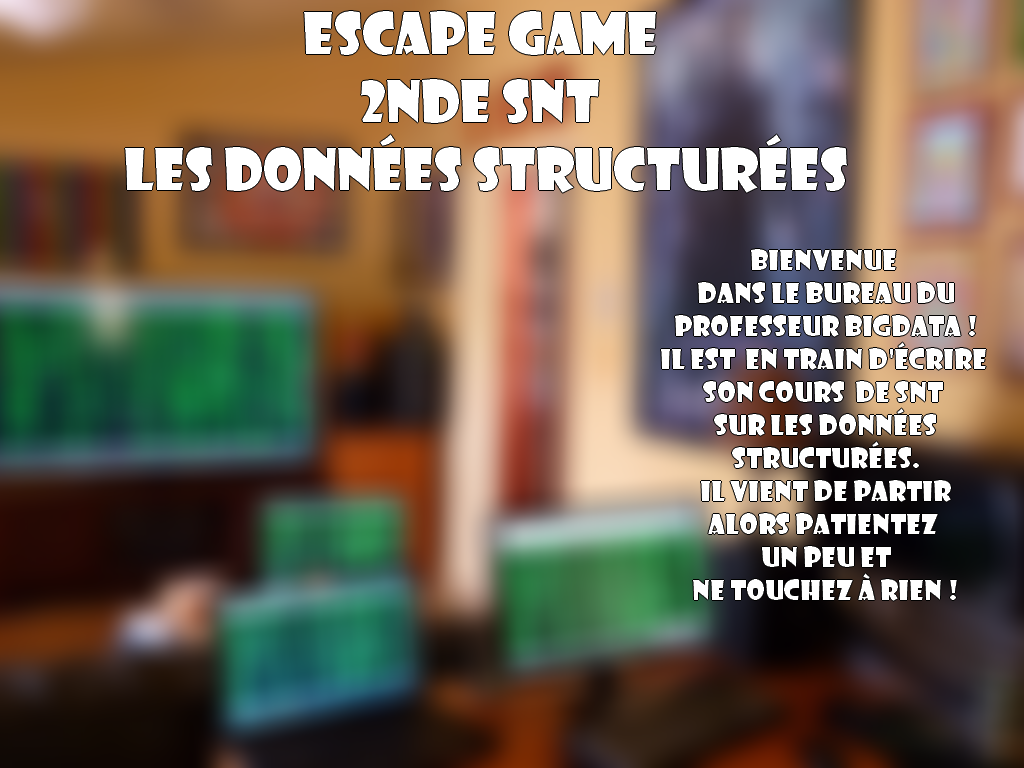 ESCAPE GAME
2NDE SNT
LES DONNÉES STRUCTURÉES
BIENVENUE
DANS LE BUREAU DU
PROFESSEUR BIGDATA !
IL EST EN TRAIN D'ÉCRIRE
SON COURS DE SNT
SUR LES DONNÉES
STRUCTURÉES.
IL VIENT DE PARTIR
ALORS PATIENTEZ
UN PEU ET
NE TOUCHEZ À RIEN !